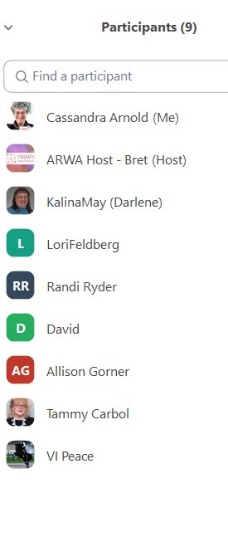 Participants (9)
Find a participant
Cassandra Arnold (Me)
ARWA Host - Bret (Host)
KalinaMay (Darlene)
L LoriFeldberg
RR Randi Ryder
D David
AG Allison Gorner
Tammy Carbol
VI Peace